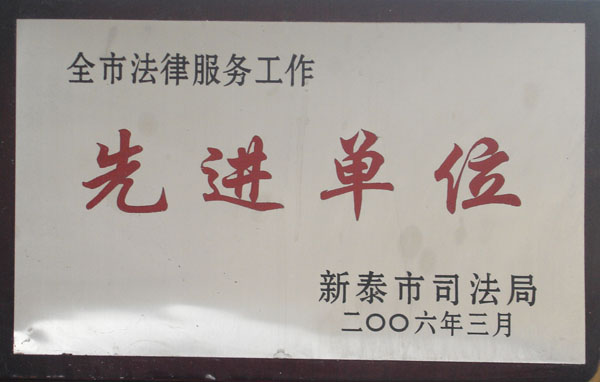 全市法律服务工作
先进单位
新泰市司法局
二〇〇六年三月